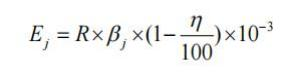 E_j = R × β_j × (1 − η/100) × 10⁻³